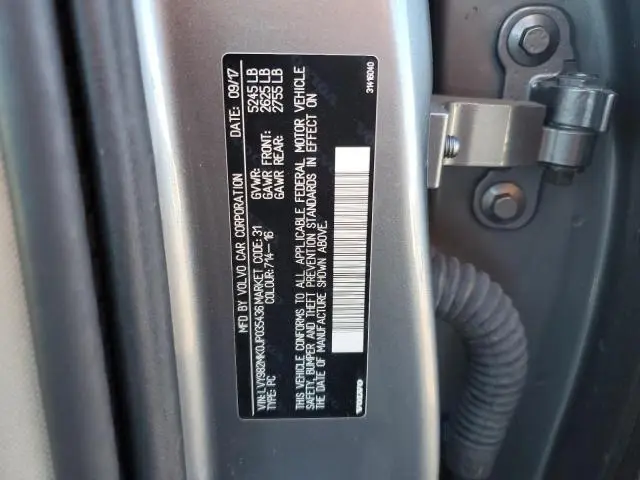 MFD BY VOLVO CAR CORPORATION DATE: 09/17
VIN: LVY982MK0JP035436 MARKET CODE: 31
TYPE: PC COLOUR: 714-16
GVWR: 5245 LB
GAWR FRONT: 2625 LB
GAWR REAR: 2755 LB
THIS VEHICLE CONFORMS TO ALL APPLICABLE FEDERAL MOTOR VEHICLE
SAFETY, BUMPER AND THEFT PREVENTION STANDARDS IN EFFECT ON
THE DATE OF MANUFACTURE SHOWN ABOVE.
VOLVO
31416040